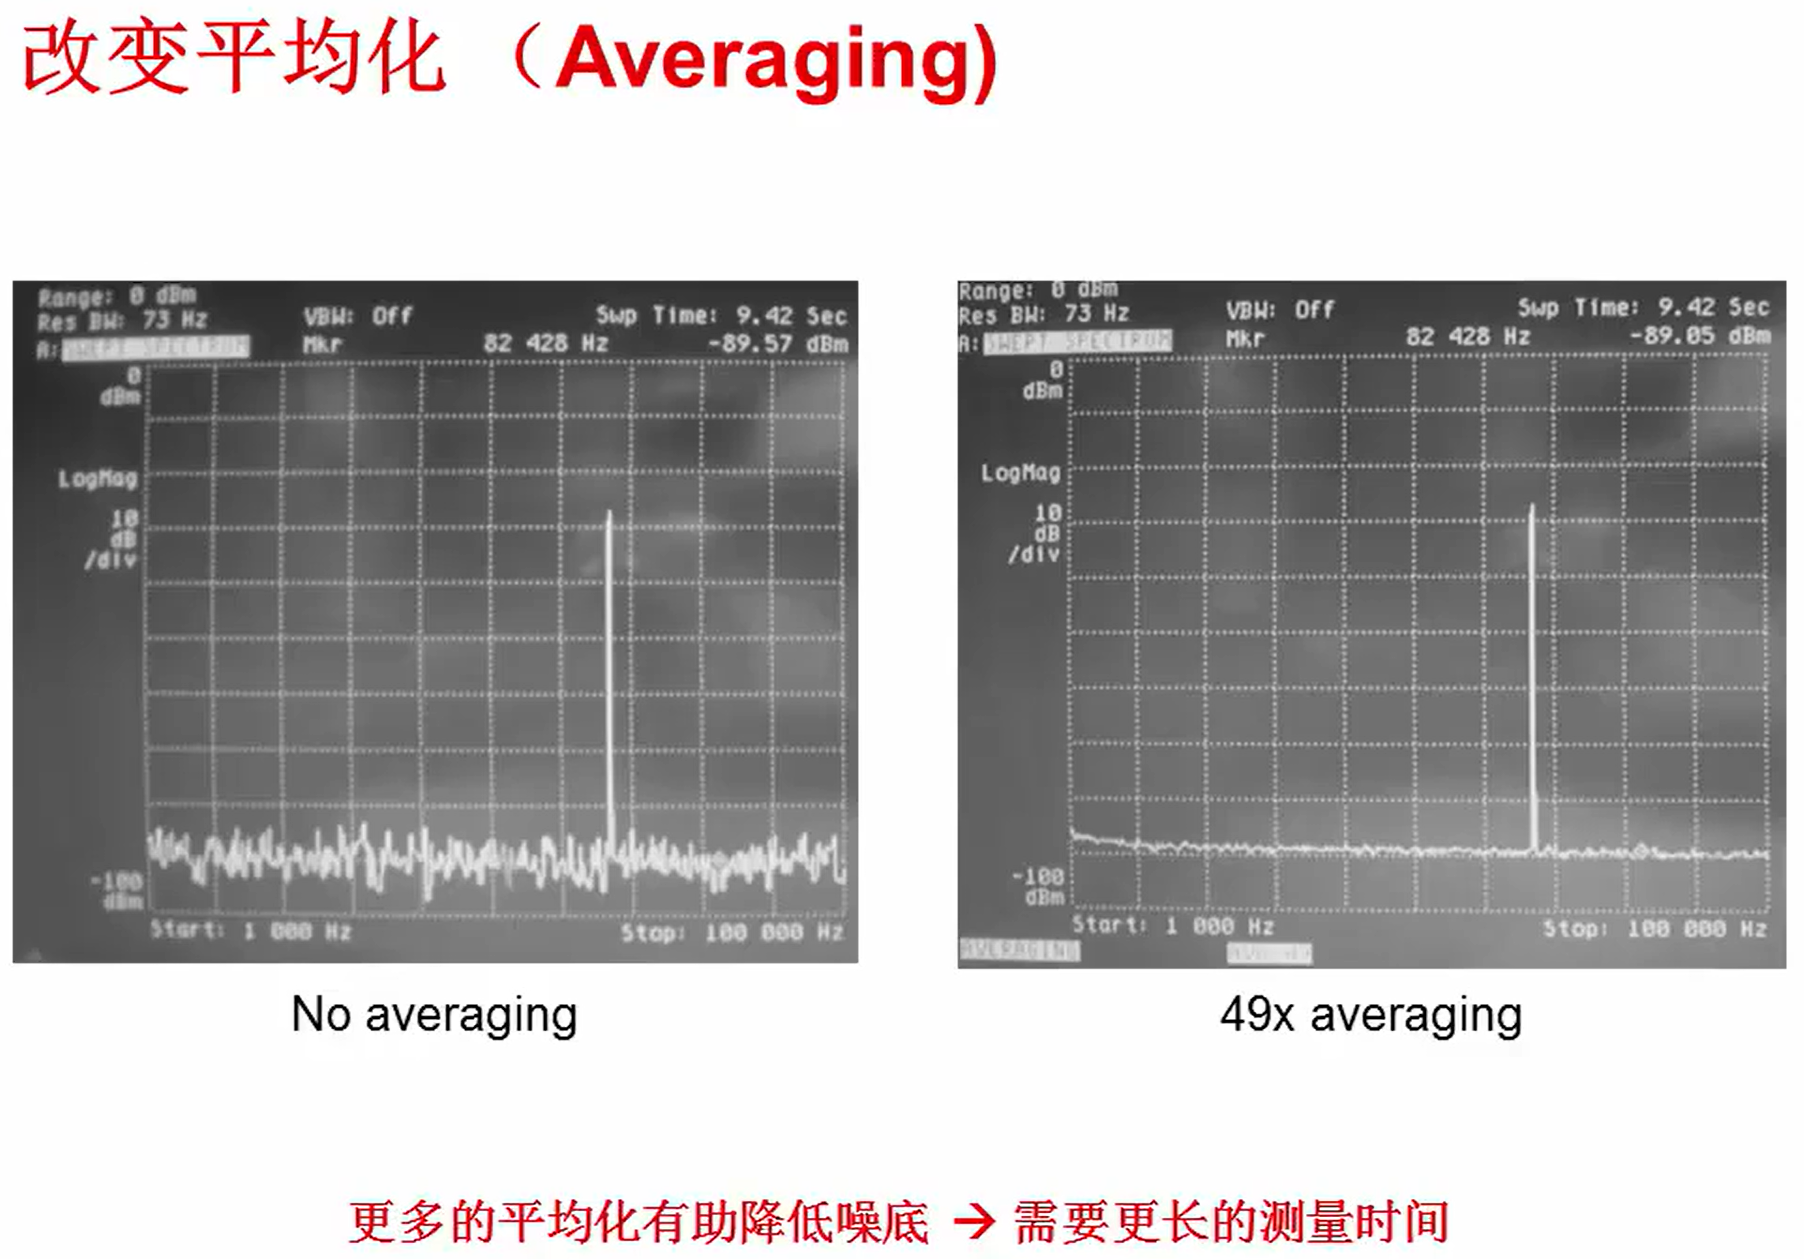 改变平均化（Averaging)
Range: 0 dBm
Res BW: 73 Hz VBW: Off Swp Time: 9.42 Sec
A: SWEPT SPECTRUM Mkr 82 428 Hz -89.57 dBm
0
dBm
LogMag
10
dB
/div
-100
dBm
Start: 1 000 Hz Stop: 100 000 Hz
No averaging
Range: 0 dBm
Res BW: 73 Hz VBW: Off Swp Time: 9.42 Sec
A: SWEPT SPECTRUM Mkr 82 428 Hz -89.05 dBm
0
dBm
LogMag
10
dB
/div
-100
dBm
Start: 1 000 Hz Stop: 100 000 Hz
AVERAGING
49x averaging
更多的平均化有助降低噪底 → 需要更长的测量时间